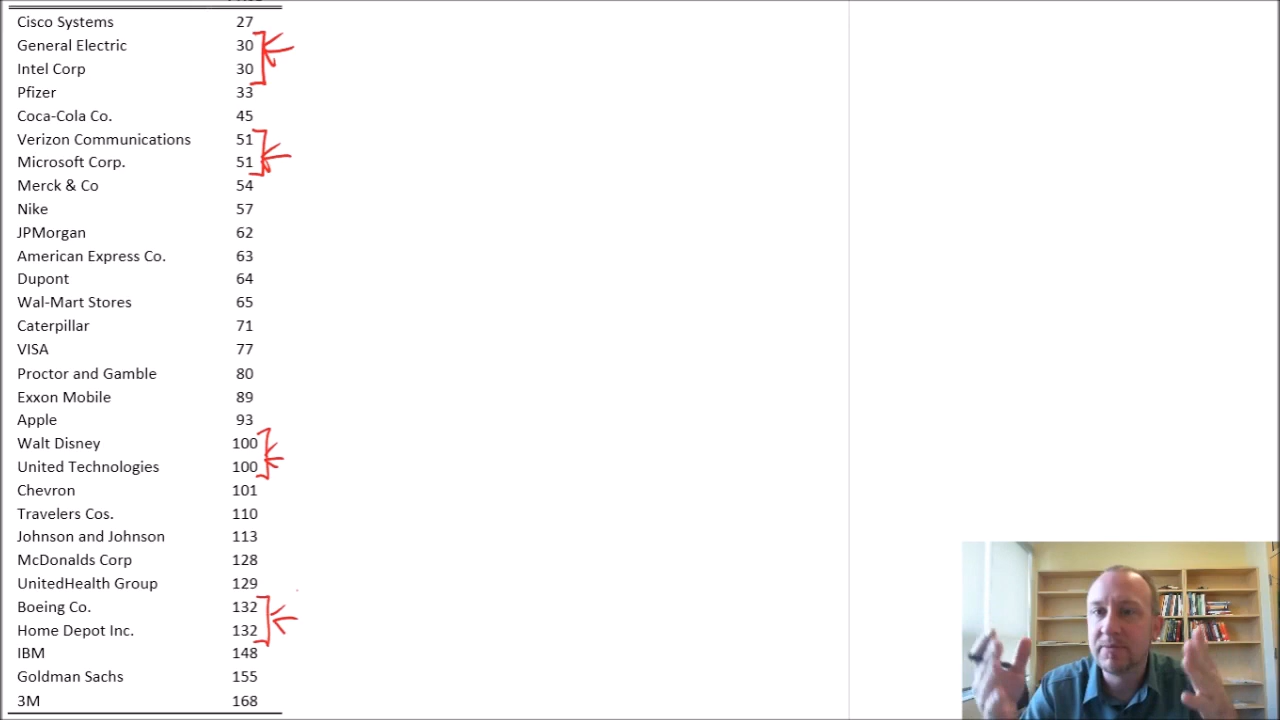 Cisco Systems 27
General Electric 30
Intel Corp 30
Pfizer 33
Coca-Cola Co. 45
Verizon Communications 51
Microsoft Corp. 51
Merck & Co 54
Nike 57
JPMorgan 62
American Express Co. 63
Dupont 64
Wal-Mart Stores 65
Caterpillar 71
VISA 77
Proctor and Gamble 80
Exxon Mobile 89
Apple 93
Walt Disney 100
United Technologies 100
Chevron 101
Travelers Cos. 110
Johnson and Johnson 113
McDonalds Corp 128
UnitedHealth Group 129
Boeing Co. 132
Home Depot Inc. 132
IBM 148
Goldman Sachs 155
3M 168